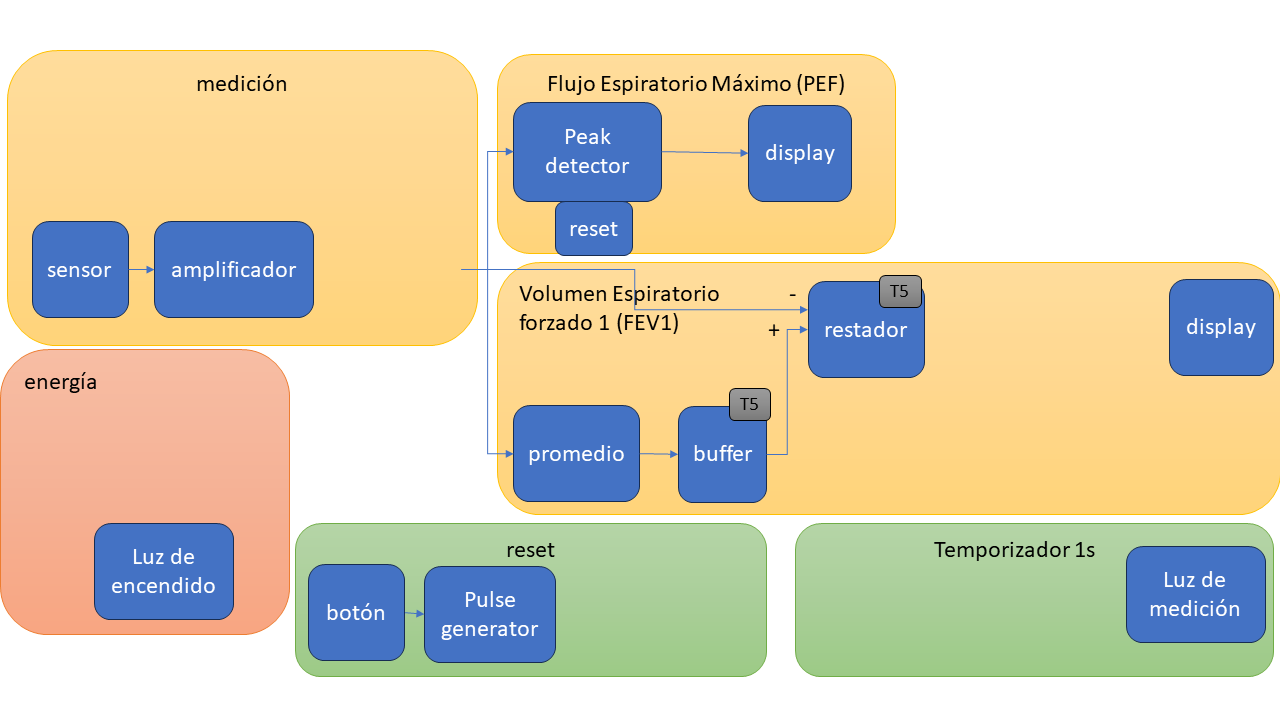 medición
sensor
amplificador
Flujo Espiratorio Máximo (PEF)
Peak
detector
display
reset
Volumen Espiratorio
forzado 1 (FEV1)
-
+
T5
restador
display
promedio
T5
buffer
energía
Luz de
encendido
reset
botón
Pulse
generator
Temporizador 1s
Luz de
medición